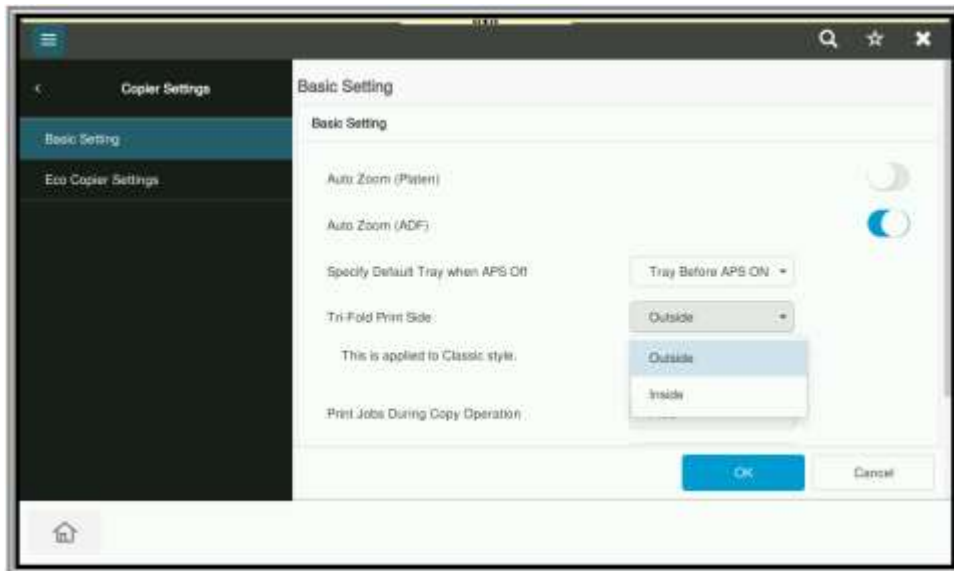 Copier Settings
Basic Setting
Eco Copier Settings
Basic Setting
Basic Setting
Auto Zoom (Platen)
Auto Zoom (ADF)
Specify Default Tray when APS Off
Tray Before APS ON
Tri-Fold Print Side
Outside
This is applied to Classic style.
Outside
Inside
Print Jobs During Copy Operation
OK
Cancel